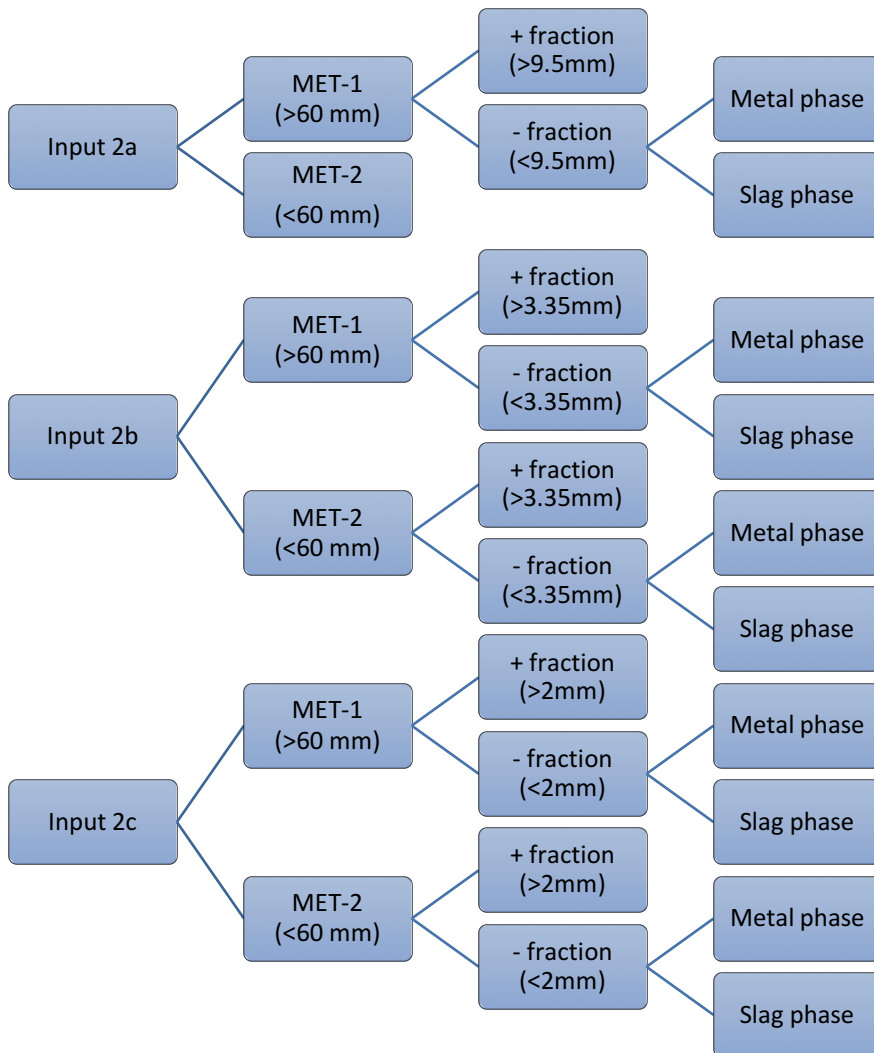 Input 2a
MET-1
(>60 mm)
+ fraction
(>9.5mm)
- fraction
(<9.5mm)
Metal phase
Slag phase
MET-2
(<60 mm)
Input 2b
MET-1
(>60 mm)
+ fraction
(>3.35mm)
- fraction
(<3.35mm)
Metal phase
Slag phase
MET-2
(<60 mm)
+ fraction
(>3.35mm)
- fraction
(<3.35mm)
Metal phase
Slag phase
Input 2c
MET-1
(>60 mm)
+ fraction
(>2mm)
- fraction
(<2mm)
Metal phase
Slag phase
MET-2
(<60 mm)
+ fraction
(>2mm)
- fraction
(<2mm)
Metal phase
Slag phase